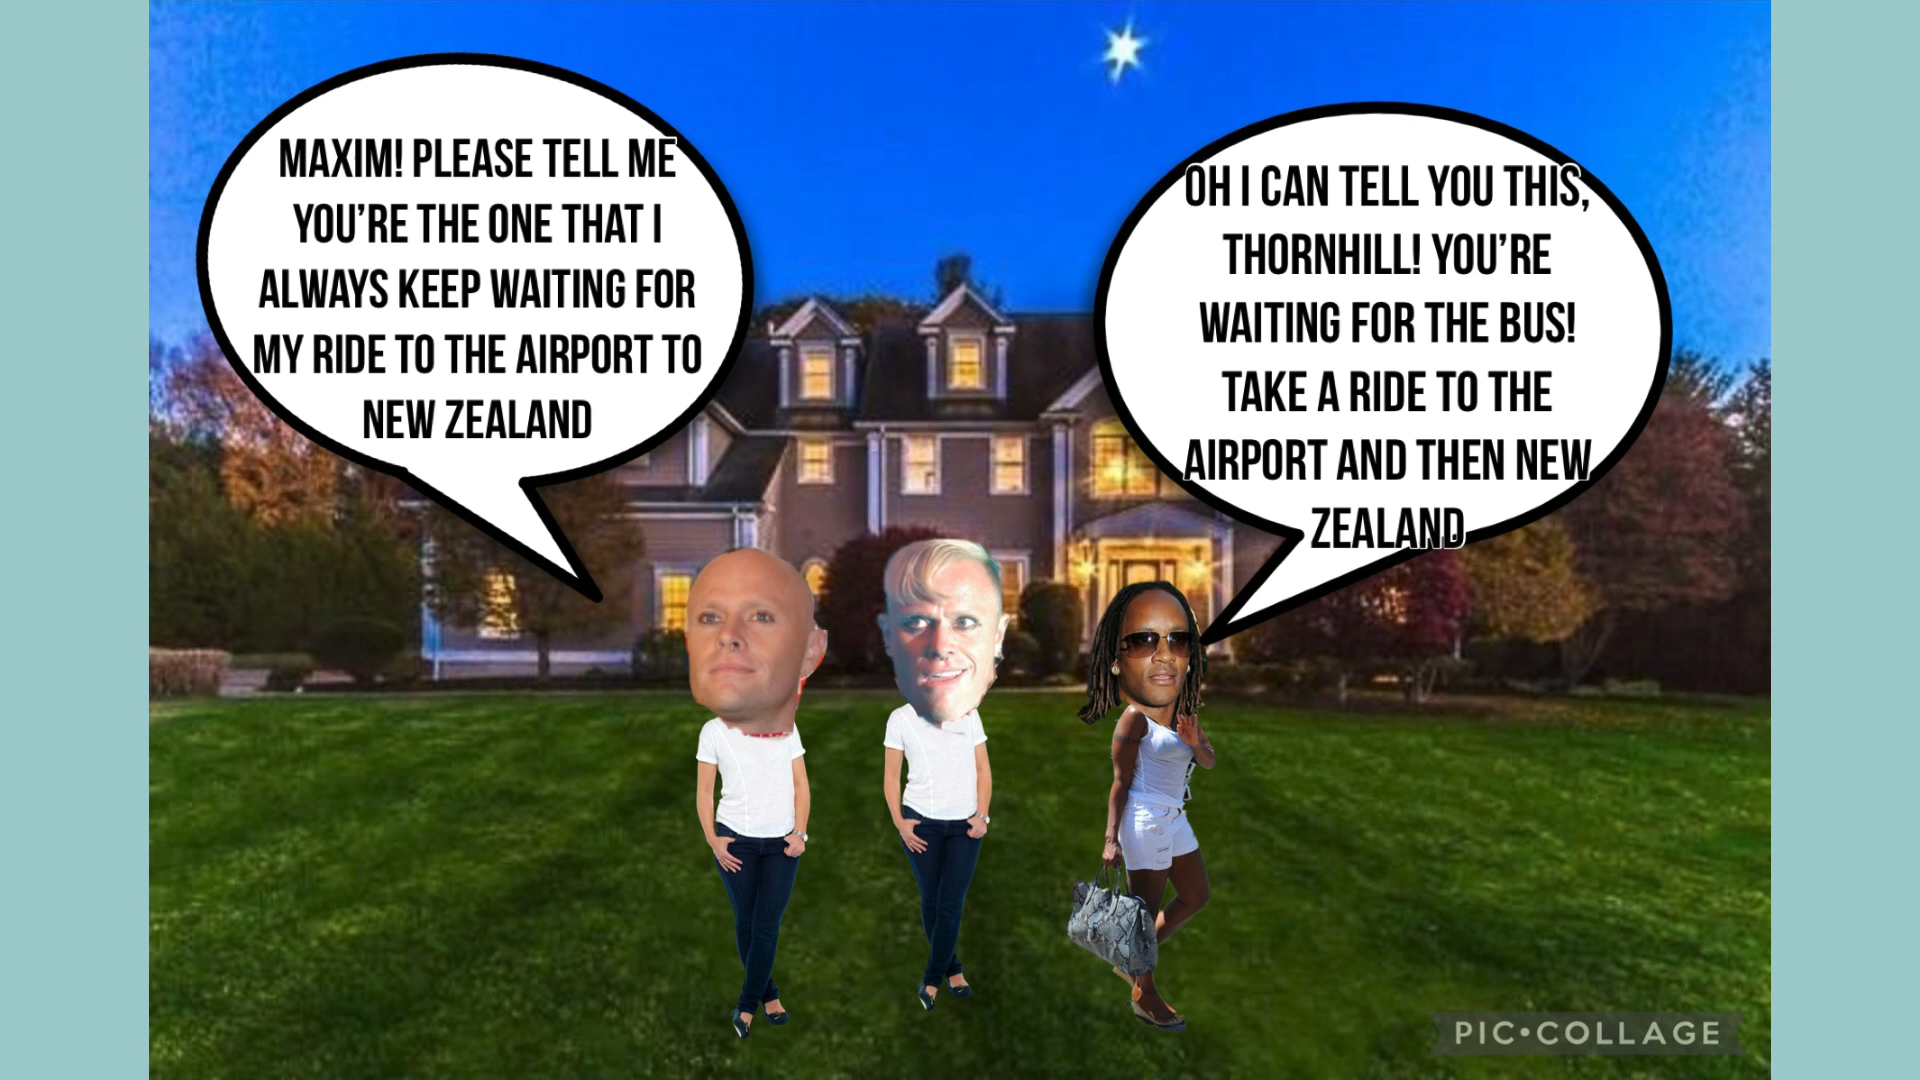 MAXIM! PLEASE TELL ME
YOU'RE THE ONE THAT I
ALWAYS KEEP WAITING FOR
MY RIDE TO THE AIRPORT TO
NEW ZEALAND
OH I CAN TELL YOU THIS,
THORNHILL! YOU'RE
WAITING FOR THE BUS!
TAKE A RIDE TO THE
AIRPORT AND THEN NEW
ZEALAND
PIC•COLLAGE